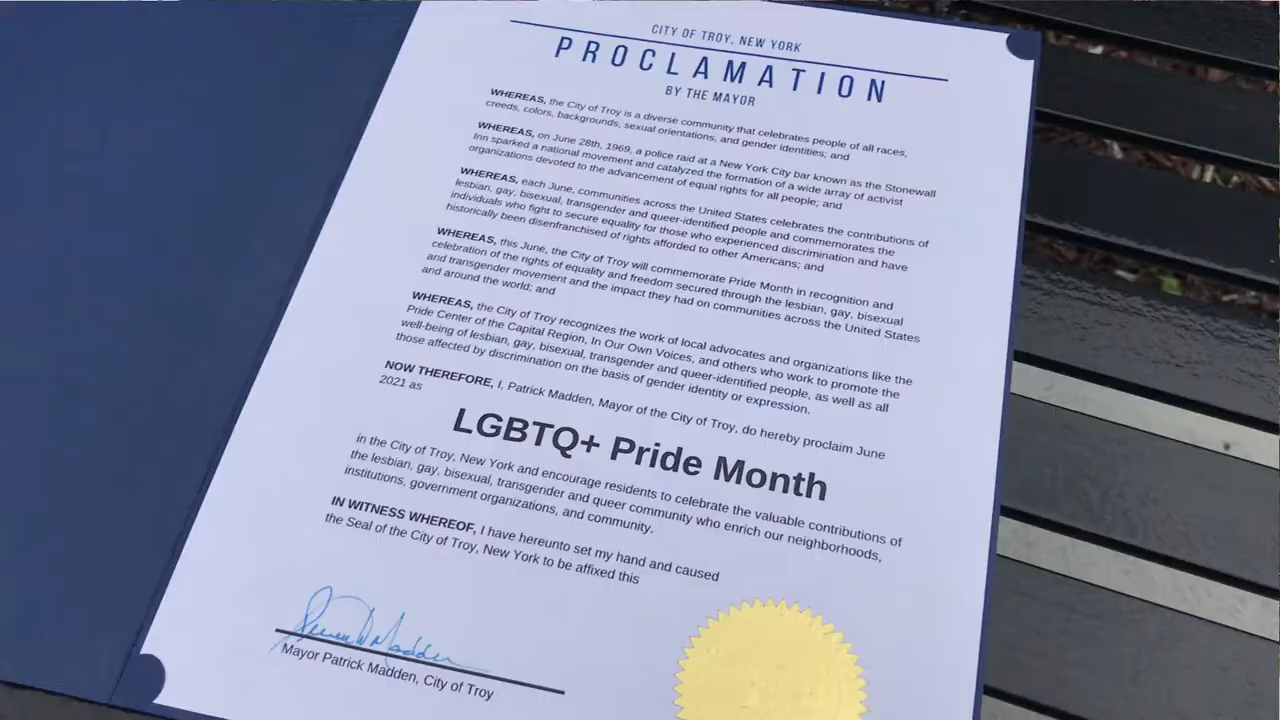 CITY OF TROY, NEW YORK
PROCLAMATION
BY THE MAYOR
WHEREAS, the City of Troy is a diverse community that celebrates people of all races,
creeds, colors, backgrounds, sexual orientations, and gender identities; and
WHEREAS, on June 28th, 1969, a police raid at a New York City bar known as the Stonewall
Inn sparked a national movement and catalyzed the formation of a wide array of activist
organizations devoted to the advancement of equal rights for all people; and
WHEREAS, each June, communities across the United States celebrates the contributions of
lesbian, gay, bisexual, transgender and queer-identified people and commemorates the
individuals who fight to secure equality for those who experienced discrimination and have
historically been disenfranchised of rights afforded to other Americans; and
WHEREAS, this June, the City of Troy will commemorate Pride Month in recognition and
celebration of the rights of equality and freedom secured through the lesbian, gay, bisexual
and transgender movement and the impact they had on communities across the United States
and around the world; and
WHEREAS, the City of Troy recognizes the work of local advocates and organizations like the
Pride Center of the Capital Region, In Our Own Voices, and others who work to promote the
well-being of lesbian, gay, bisexual, transgender and queer-identified people, as well as all
those affected by discrimination on the basis of gender identity or expression.
NOW THEREFORE, I, Patrick Madden, Mayor of the City of Troy, do hereby proclaim June
2021 as
LGBTQ+ Pride Month
in the City of Troy, New York and encourage residents to celebrate the valuable contributions of
the lesbian, gay, bisexual, transgender and queer community who enrich our neighborhoods,
institutions, government organizations, and community.
IN WITNESS WHEREOF, I have hereunto set my hand and caused
the Seal of the City of Troy, New York to be affixed this
Mayor Patrick Madden, City of Troy